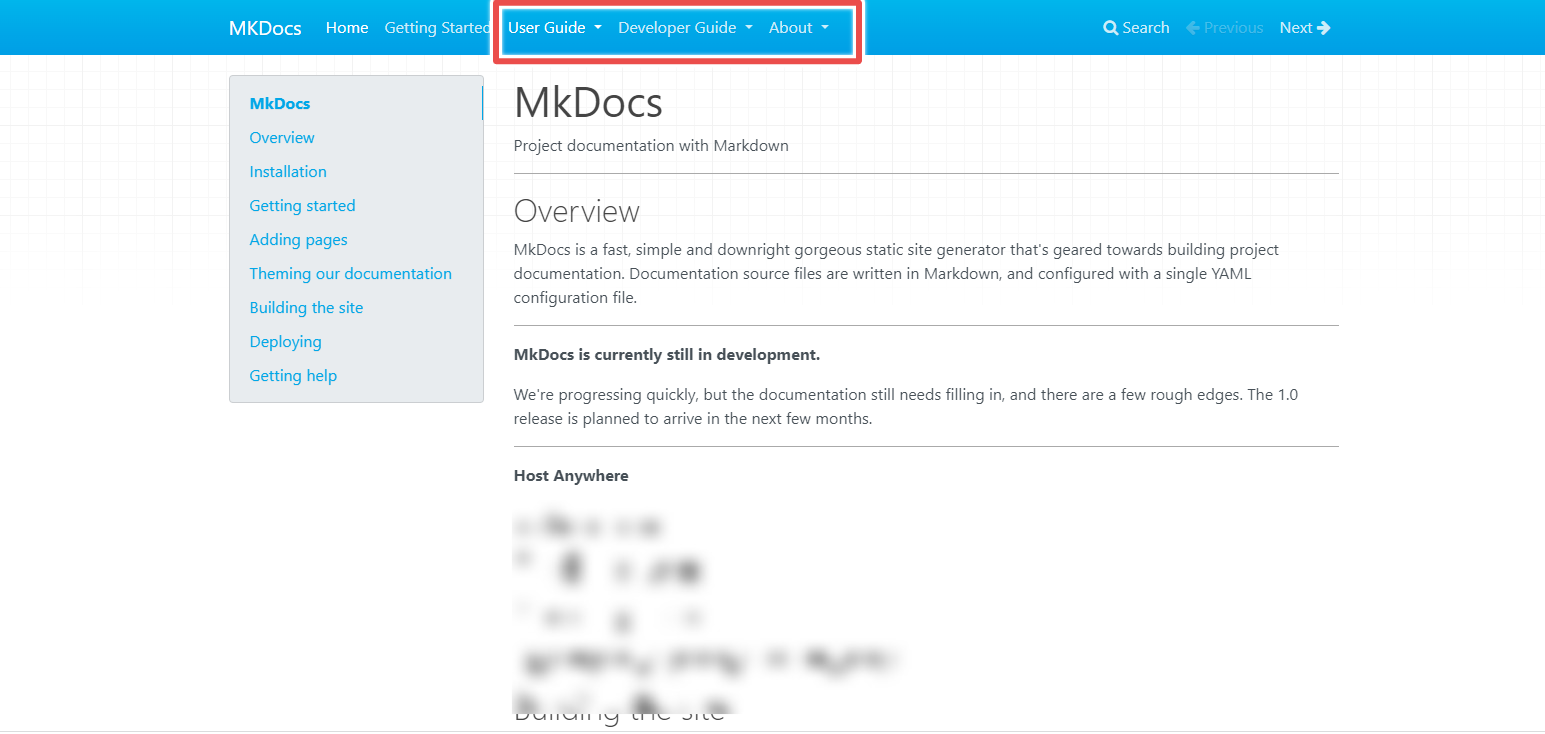 MKDocs Home Getting Started User Guide Developer Guide About Search Previous Next
MkDocs
Overview
Installation
Getting started
Adding pages
Theming our documentation
Building the site
Deploying
Getting help
MkDocs
Project documentation with Markdown
Overview
MkDocs is a fast, simple and downright gorgeous static site generator that's geared towards building project
documentation. Documentation source files are written in Markdown, and configured with a single YAML
configuration file.
MkDocs is currently still in development.
We're progressing quickly, but the documentation still needs filling in, and there are a few rough edges. The 1.0
release is planned to arrive in the next few months.
Host Anywhere
Building the site